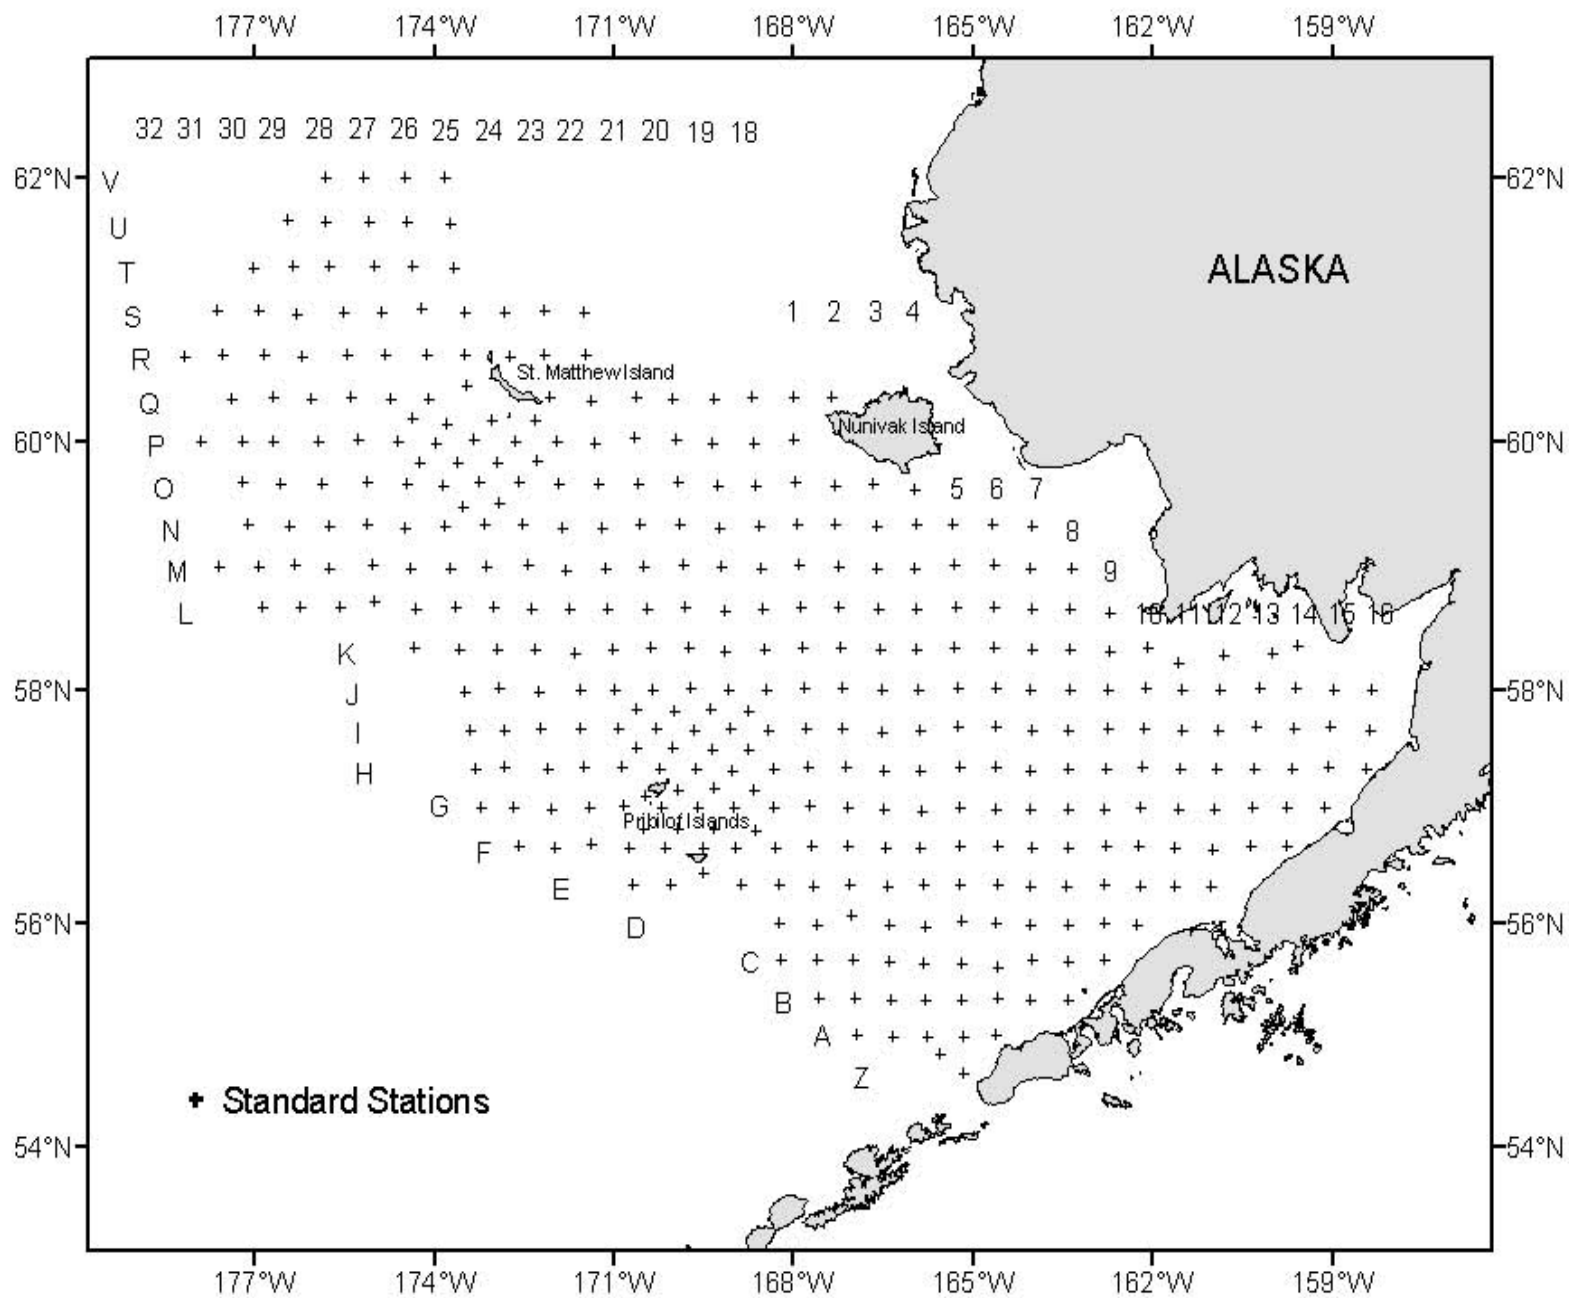 177°W 174°W 171°W 168°W 165°W 162°W 159°W
32 31 30 29 28 27 26 25 24 23 22 21 20 19 18
62°N V 62°N
U
T ALASKA
S 1 2 3 4
R
St. Matthew Island
Q
Nunivak Island
60°N P 60°N
O 5 6 7
N 8
M 9
L 10 11 12 13 14 15 16
K
58°N J 58°N
I
H
G
Pribilof Islands
F
E
56°N D 56°N
C
B
A
Z
Standard Stations
54°N 54°N
177°W 174°W 171°W 168°W 165°W 162°W 159°W